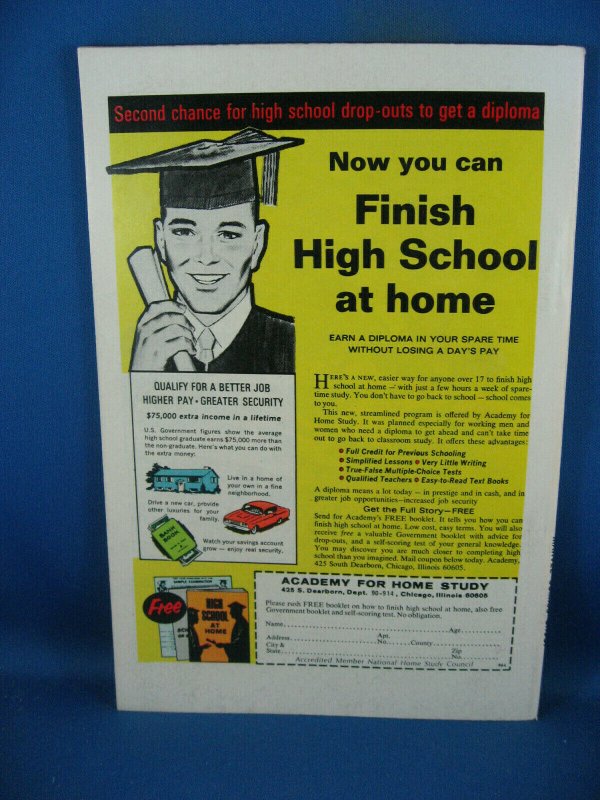 Second chance for high school drop-outs to get a diploma
Now you can
Finish
High School
at home
EARN A DIPLOMA IN YOUR SPARE TIME
WITHOUT LOSING A DAY'S PAY
QUALIFY FOR A BETTER JOB
HIGHER PAY • GREATER SECURITY
$75,000 extra income in a lifetime
U.S. Government figures show the average
high school graduate earns $75,000 more than
the non-graduate. Here's what you can do with
the extra money:
Live in a home of
your own in a fine
neighborhood.
Drive a new car, provide
other luxuries for your
family.
BANK
BOOK
Watch your savings account
grow — enjoy real security.
HERE'S A NEW, easier way for anyone over 17 to finish high
school at home — with just a few hours a week of spare-
time study. You don't have to go back to school — school comes
to you.
This new, streamlined program is offered by Academy for
Home Study. It was planned especially for working men and
women who need a diploma to get ahead and can't take time
out to go back to classroom study. It offers these advantages:
• Full Credit for Previous Schooling
• Simplified Lessons • Very Little Writing
• True-False Multiple-Choice Tests
• Qualified Teachers • Easy-to-Read Text Books
A diploma means a lot today — in prestige and in cash, and in
greater job opportunities—increased job security
Get the Full Story—FREE
Send for Academy's FREE booklet. It tells you how you can
finish high school at home. Low cost, easy terms. You will also
receive free a valuable Government booklet with advice for
drop-outs, and a self-scoring test of your general knowledge.
You may discover you are much closer to completing high
school than you imagined. Mail coupon below today. Academy,
425 South Dearborn, Chicago, Illinois 60605.
Free
HIGH
SCHOOL
AT
HOME
ACADEMY FOR HOME STUDY
425 S. Dearborn, Dept. 90-914, Chicago, Illinois 60605
Please rush FREE booklet on how to finish high school at home, also free
Government booklet and self-scoring test. No obligation.
Name Age
Address Apt. No. County
City & State Zip No.
Accredited Member National Home Study Council